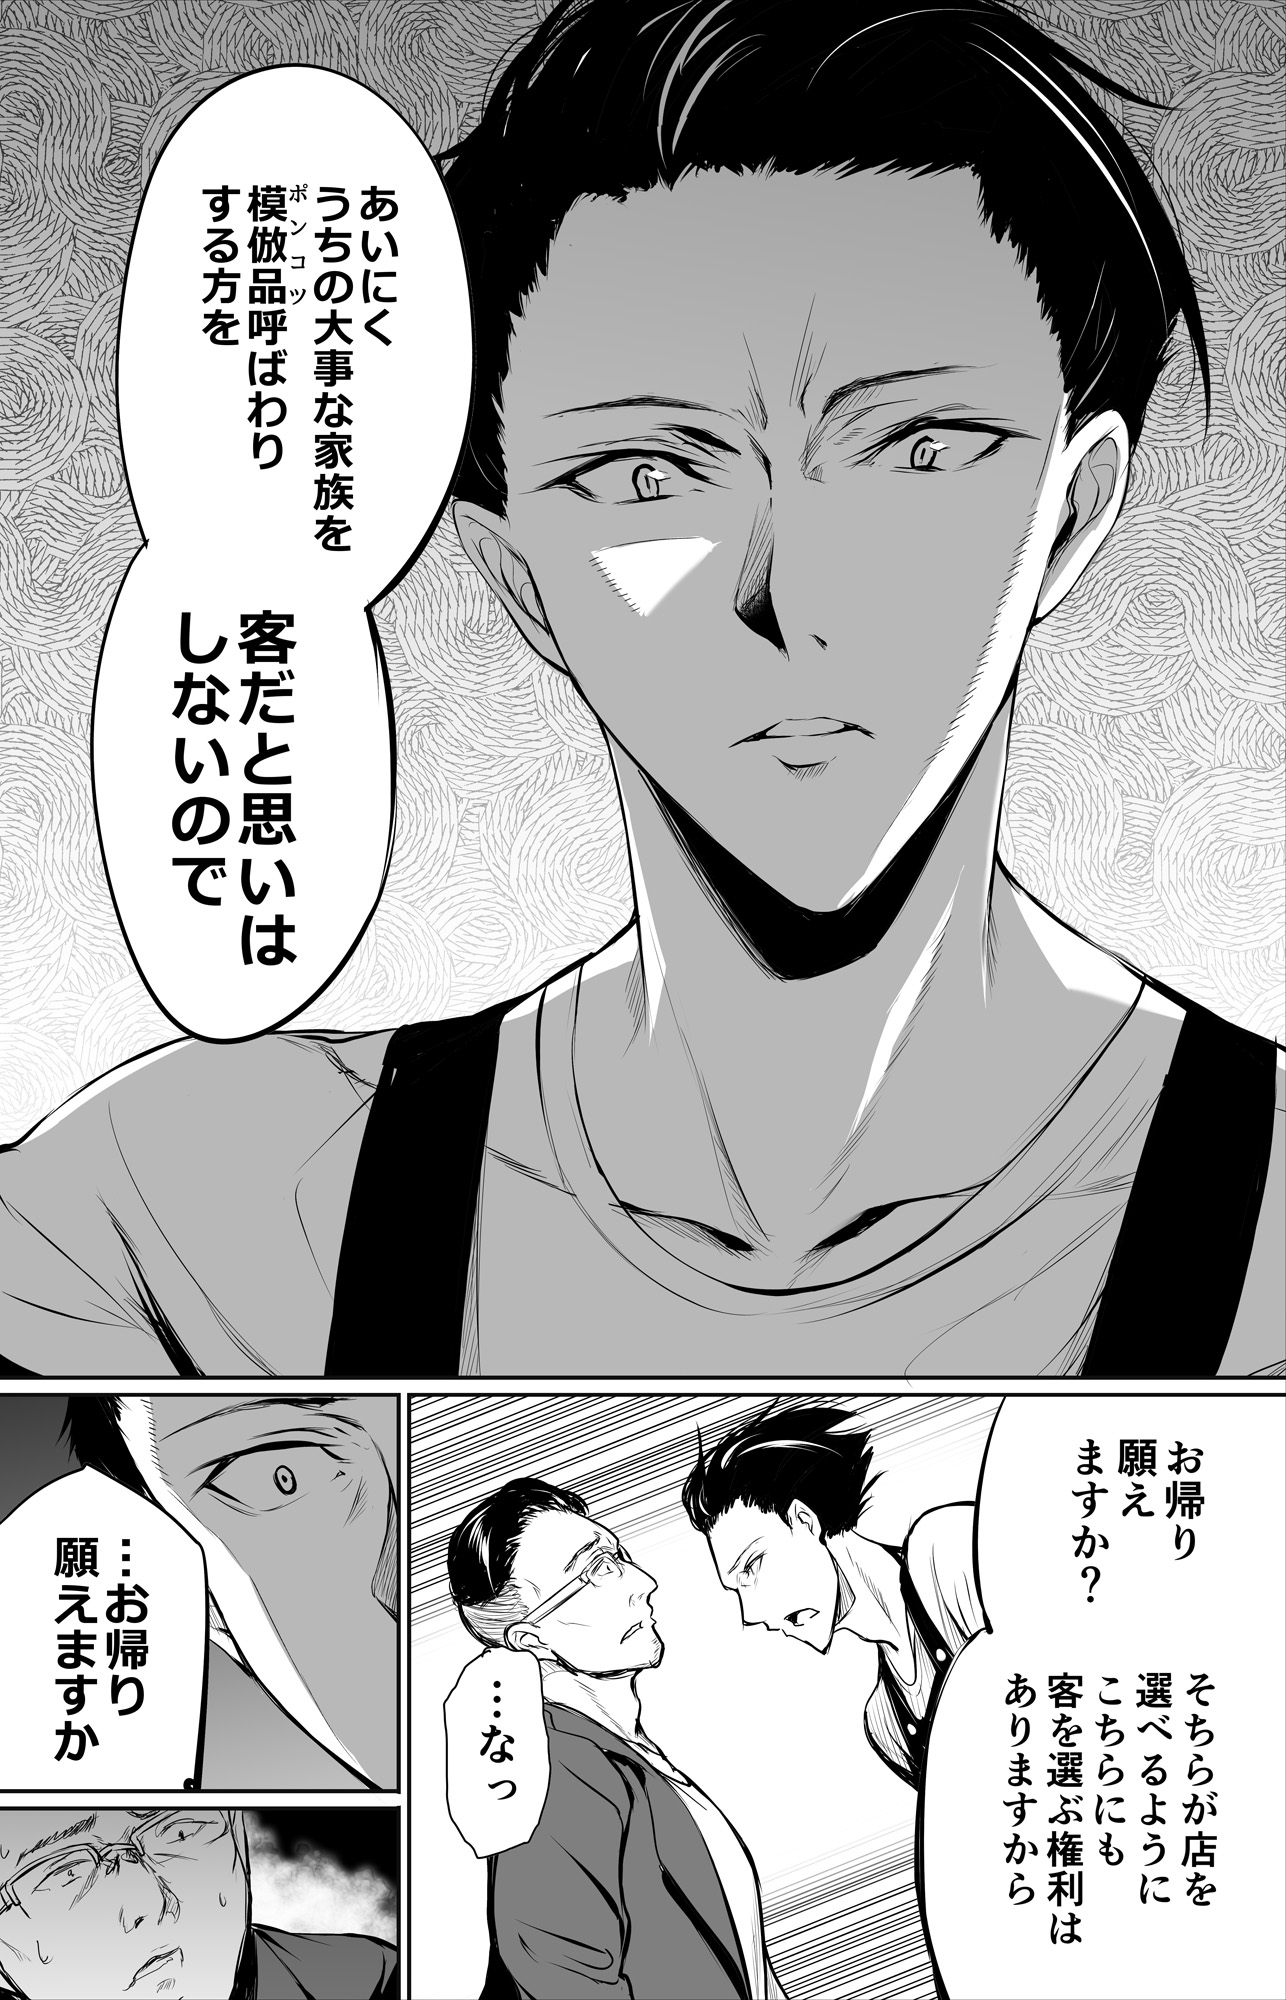 あいにく
うちの大事な家族を
模倣品呼ばわり
ポンコツ
する方を
客だと思いは
しないので
お帰り
願え
ますか？
そちらが店を
選べるように
こちらにも
客を選ぶ権利は
ありますから
…なっ
…お帰り
願えますか